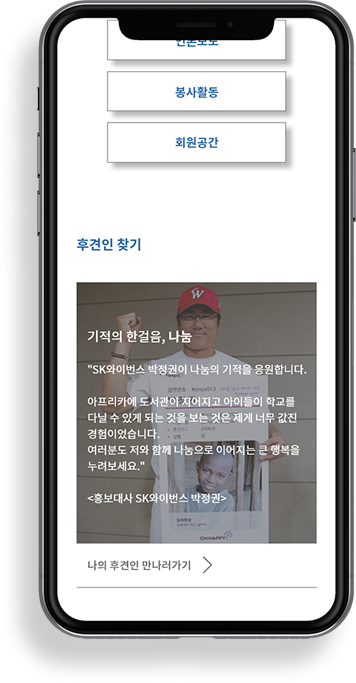 언론보도
봉사활동
회원공간
후견인 찾기
기적의 한걸음, 나눔
"SK와이번스 박정권이 나눔의 기적을 응원합니다.
아프리카에 도서관이 지어지고 아이들이 학교를
다닐 수 있게 되는 것을 보는 것은 제게 너무 값진
경험이었습니다.
여러분도 저와 함께 나눔으로 이어지는 큰 행복을
누려보세요."
<홍보대사 SK와이번스 박정권>
나의 후견인 만나러가기